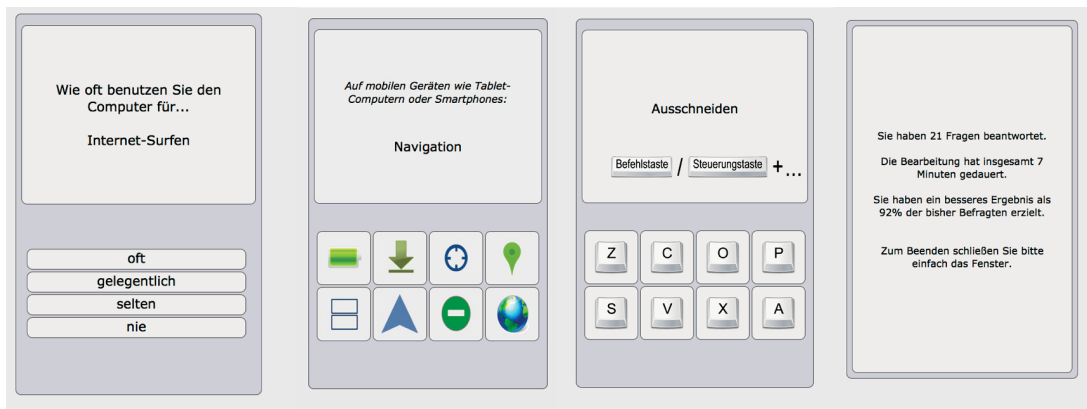 Wie oft benutzen Sie den
Computer für...
Internet-Surfen
oft
gelegentlich
selten
nie
Auf mobilen Geräten wie Tablet-
Computern oder Smartphones:
Navigation
Ausschneiden
Befehlstaste / Steuerungstaste +...
Z C O P
S V X A
Sie haben 21 Fragen beantwortet.
Die Bearbeitung hat insgesamt 7
Minuten gedauert.
Sie haben ein besseres Ergebnis als
92% der bisher Befragten erzielt.
Zum Beenden schließen Sie bitte
einfach das Fenster.